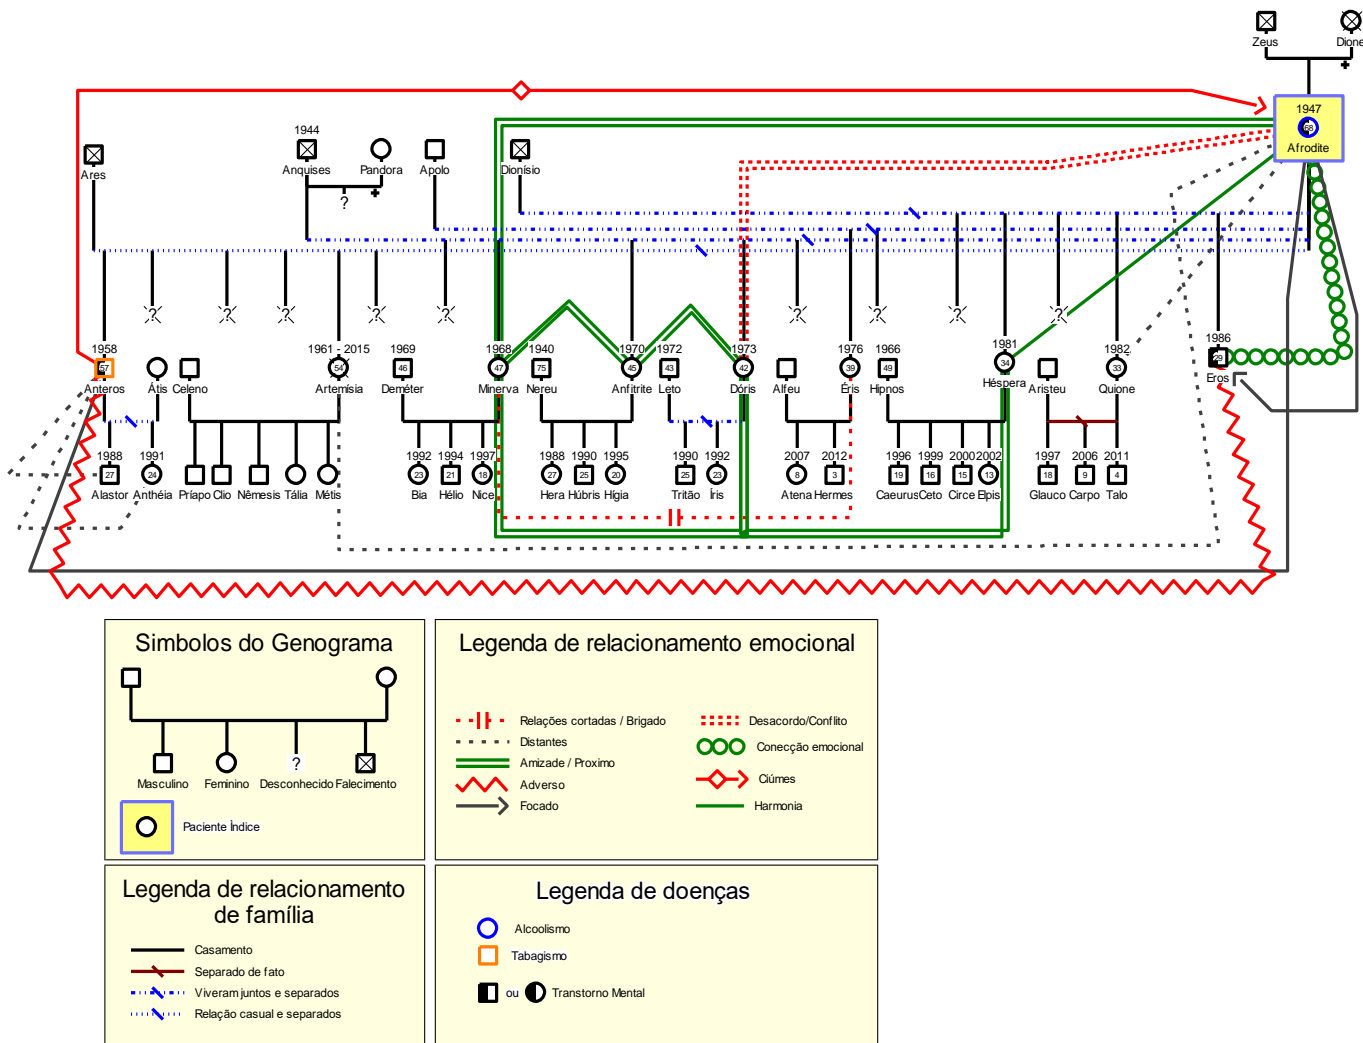 Zeus
Dione
1947
68
Afrodite
1944
Ares
Anquises
Pandora
Apolo
Dionísio
?
? ? ? ? ? ? ? ? ? ?
1958
57
Anteros
Átis
Celeno
1961 - 2015
54
Artemísia
1969
46
Deméter
1968
47
Minerva
1940
75
Nereu
1970
45
Anfitrite
1972
43
Leto
1973
42
Dóris
Alfeu
1976
39
Éris
1966
49
Hipnos
1981
34
Héspera
Aristeu
1982
33
Quione
1986
29
Eros
1988
27
Alastor
1991
24
Anthéia
Príapo
Clio
Nêmesis
Tália
Métis
1992
23
Bia
1994
21
Hélio
1997
18
Nice
1988
27
Hera
1990
25
Húbris
1995
20
Hígia
1990
25
Tritão
1992
23
Íris
2007
8
Atena
2012
3
Hermes
1996
19
Caeurus
1999
16
Ceto
2000
15
Circe
2002
13
Elpis
1997
18
Glauco
2006
9
Carpo
2011
4
Talo
Simbolos do Genograma
?
Masculino
Feminino
Desconhecido
Falecimento
Paciente Índice
Legenda de relacionamento emocional
Relações cortadas / Brigado
Distantes
Amizade / Proximo
Adverso
Focado
Desacordo/Conflito
Conecção emocional
Ciúmes
Harmonia
Legenda de relacionamento
de família
Casamento
Separado de fato
Viveram juntos e separados
Relação casual e separados
Legenda de doenças
Alcoolismo
Tabagismo
ou
Transtorno Mental